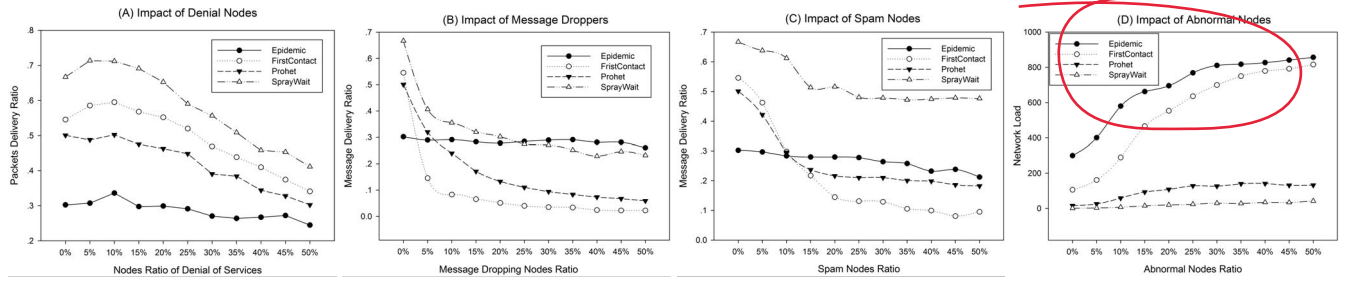 (A) Impact of Denial Nodes
Packets Delivery Ratio
.8
.7
.6
.5
.4
.3
.2
Epidemic
FirstContact
Prohet
SprayWait
0% 5% 10% 15% 20% 25% 30% 35% 40% 45% 50%
Nodes Ratio of Denial of Services
(B) Impact of Message Droppers
Message Delivery Ratio
.7
.6
.5
.4
.3
.2
.1
0.0
Epidemic
FristContact
Prohet
SprayWait
0% 5% 10% 15% 20% 25% 30% 35% 40% 45% 50%
Message Dropping Nodes Ratio
(C) Impact of Spam Nodes
Message Delivery Ratio
.7
.6
.5
.4
.3
.2
.1
0.0
Epidemic
FirstContact
Prohet
SprayWait
0% 5% 10% 15% 20% 25% 30% 35% 40% 45% 50%
Spam Nodes Ratio
(D) Impact of Abnormal Nodes
Network Load
1000
800
600
400
200
0
Epidemic
FirstContact
Prohet
SprayWait
0% 5% 10% 15% 20% 25% 30% 35% 40% 45% 50%
Abnormal Nodes Ratio